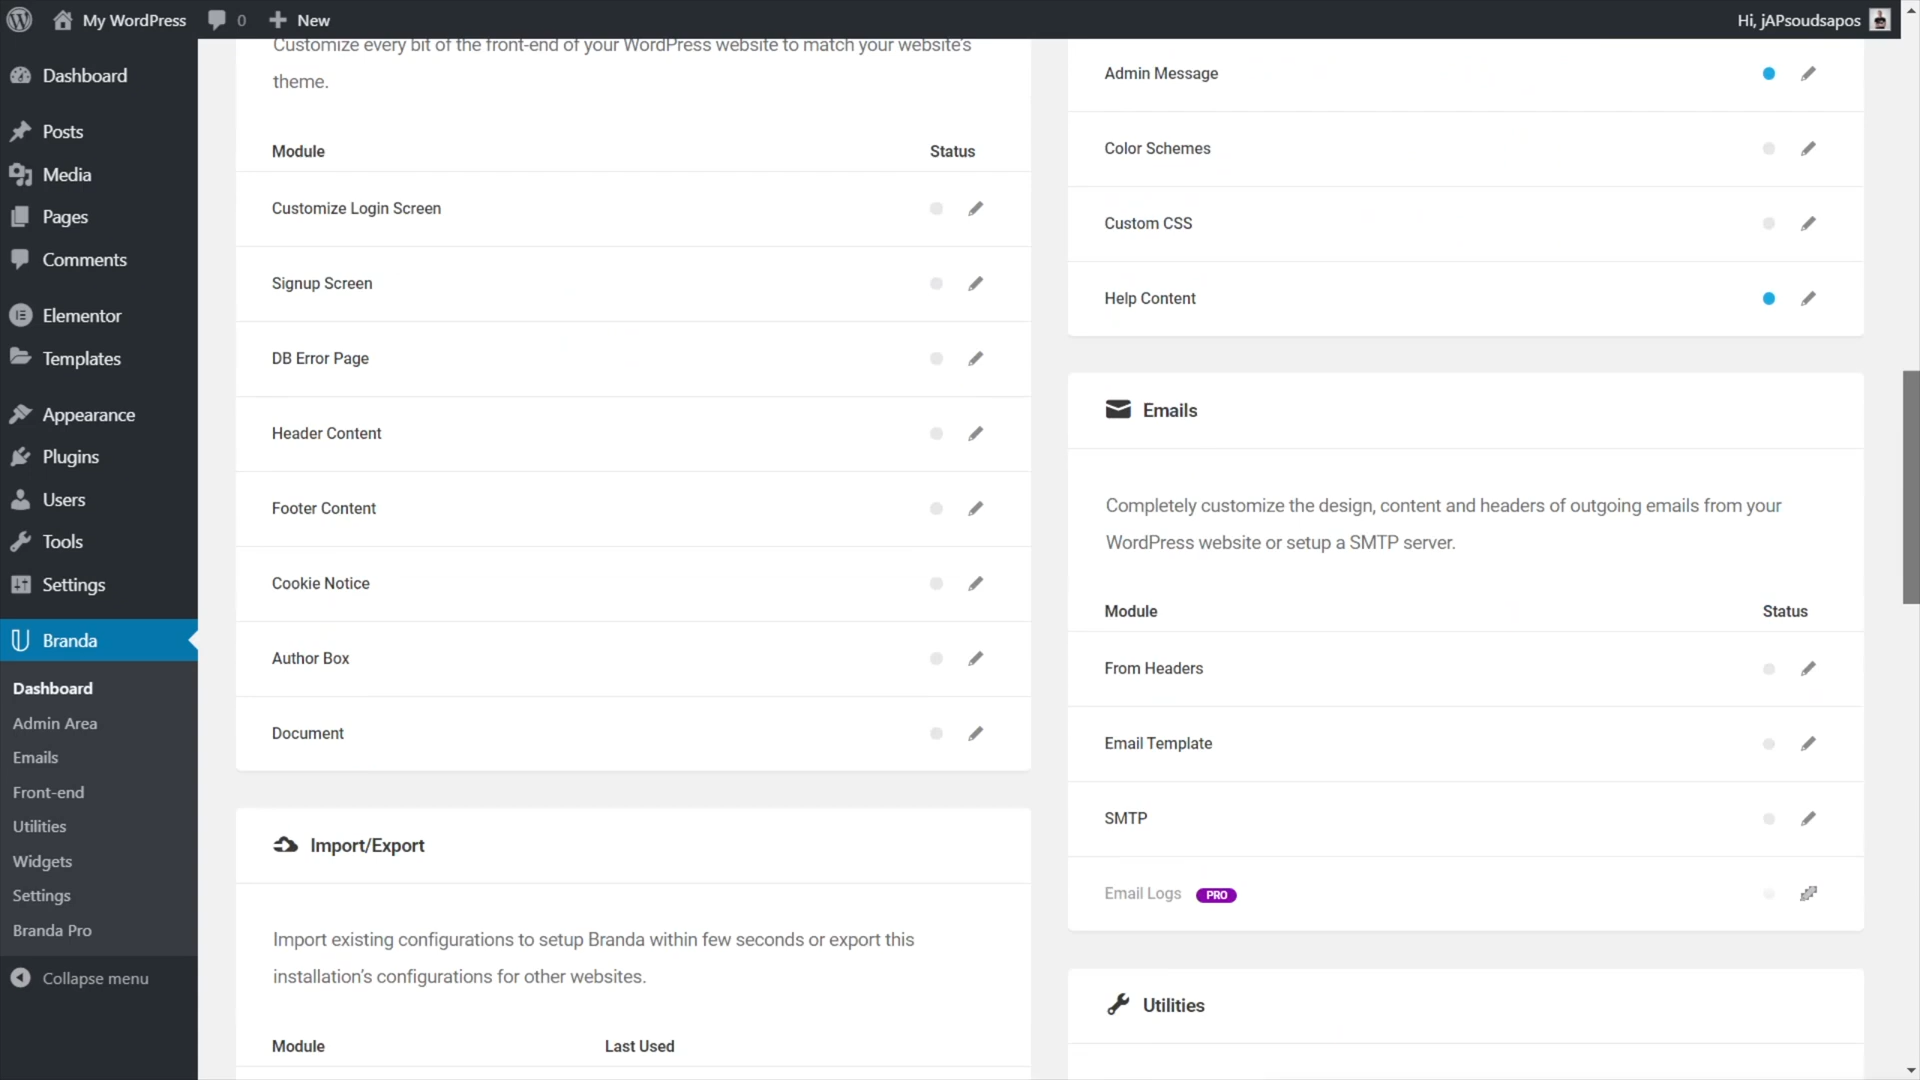 My WordPress
0
New
Hi, jAPsoudsapos
Dashboard
Posts
Media
Pages
Comments
Elementor
Templates
Appearance
Plugins
Users
Tools
Settings
Branda
Dashboard
Admin Area
Emails
Front-end
Utilities
Widgets
Settings
Branda Pro
Collapse menu
Customize every bit of the front-end of your WordPress website to match your website's
theme.
Module Status
Customize Login Screen
Signup Screen
DB Error Page
Header Content
Footer Content
Cookie Notice
Author Box
Document
Import/Export
Import existing configurations to setup Branda within few seconds or export this
installation's configurations for other websites.
Module Last Used
Admin Message
Color Schemes
Custom CSS
Help Content
Emails
Completely customize the design, content and headers of outgoing emails from your
WordPress website or setup a SMTP server.
Module Status
From Headers
Email Template
SMTP
Email Logs PRO
Utilities